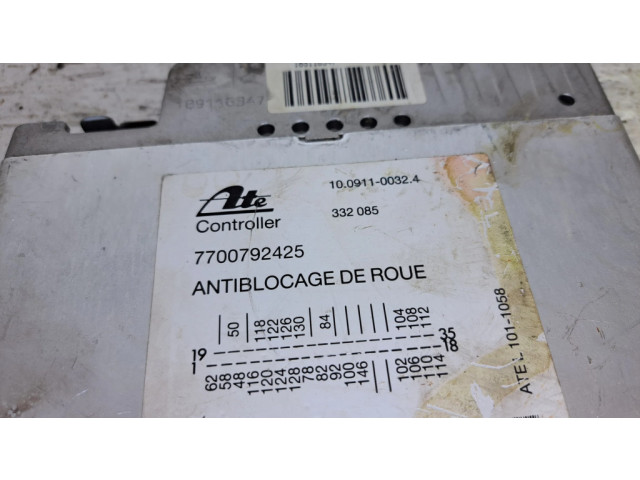 Ate
10.0911-0032.4
Controller
332 085
7700792425
ANTIBLOCAGE DE ROUE
50 118 122 126 130 84 104 108 112
19 35
1 18
62 58 48 116 120 124 128 78 82 92 100 146 102 106 110 114
101-1058